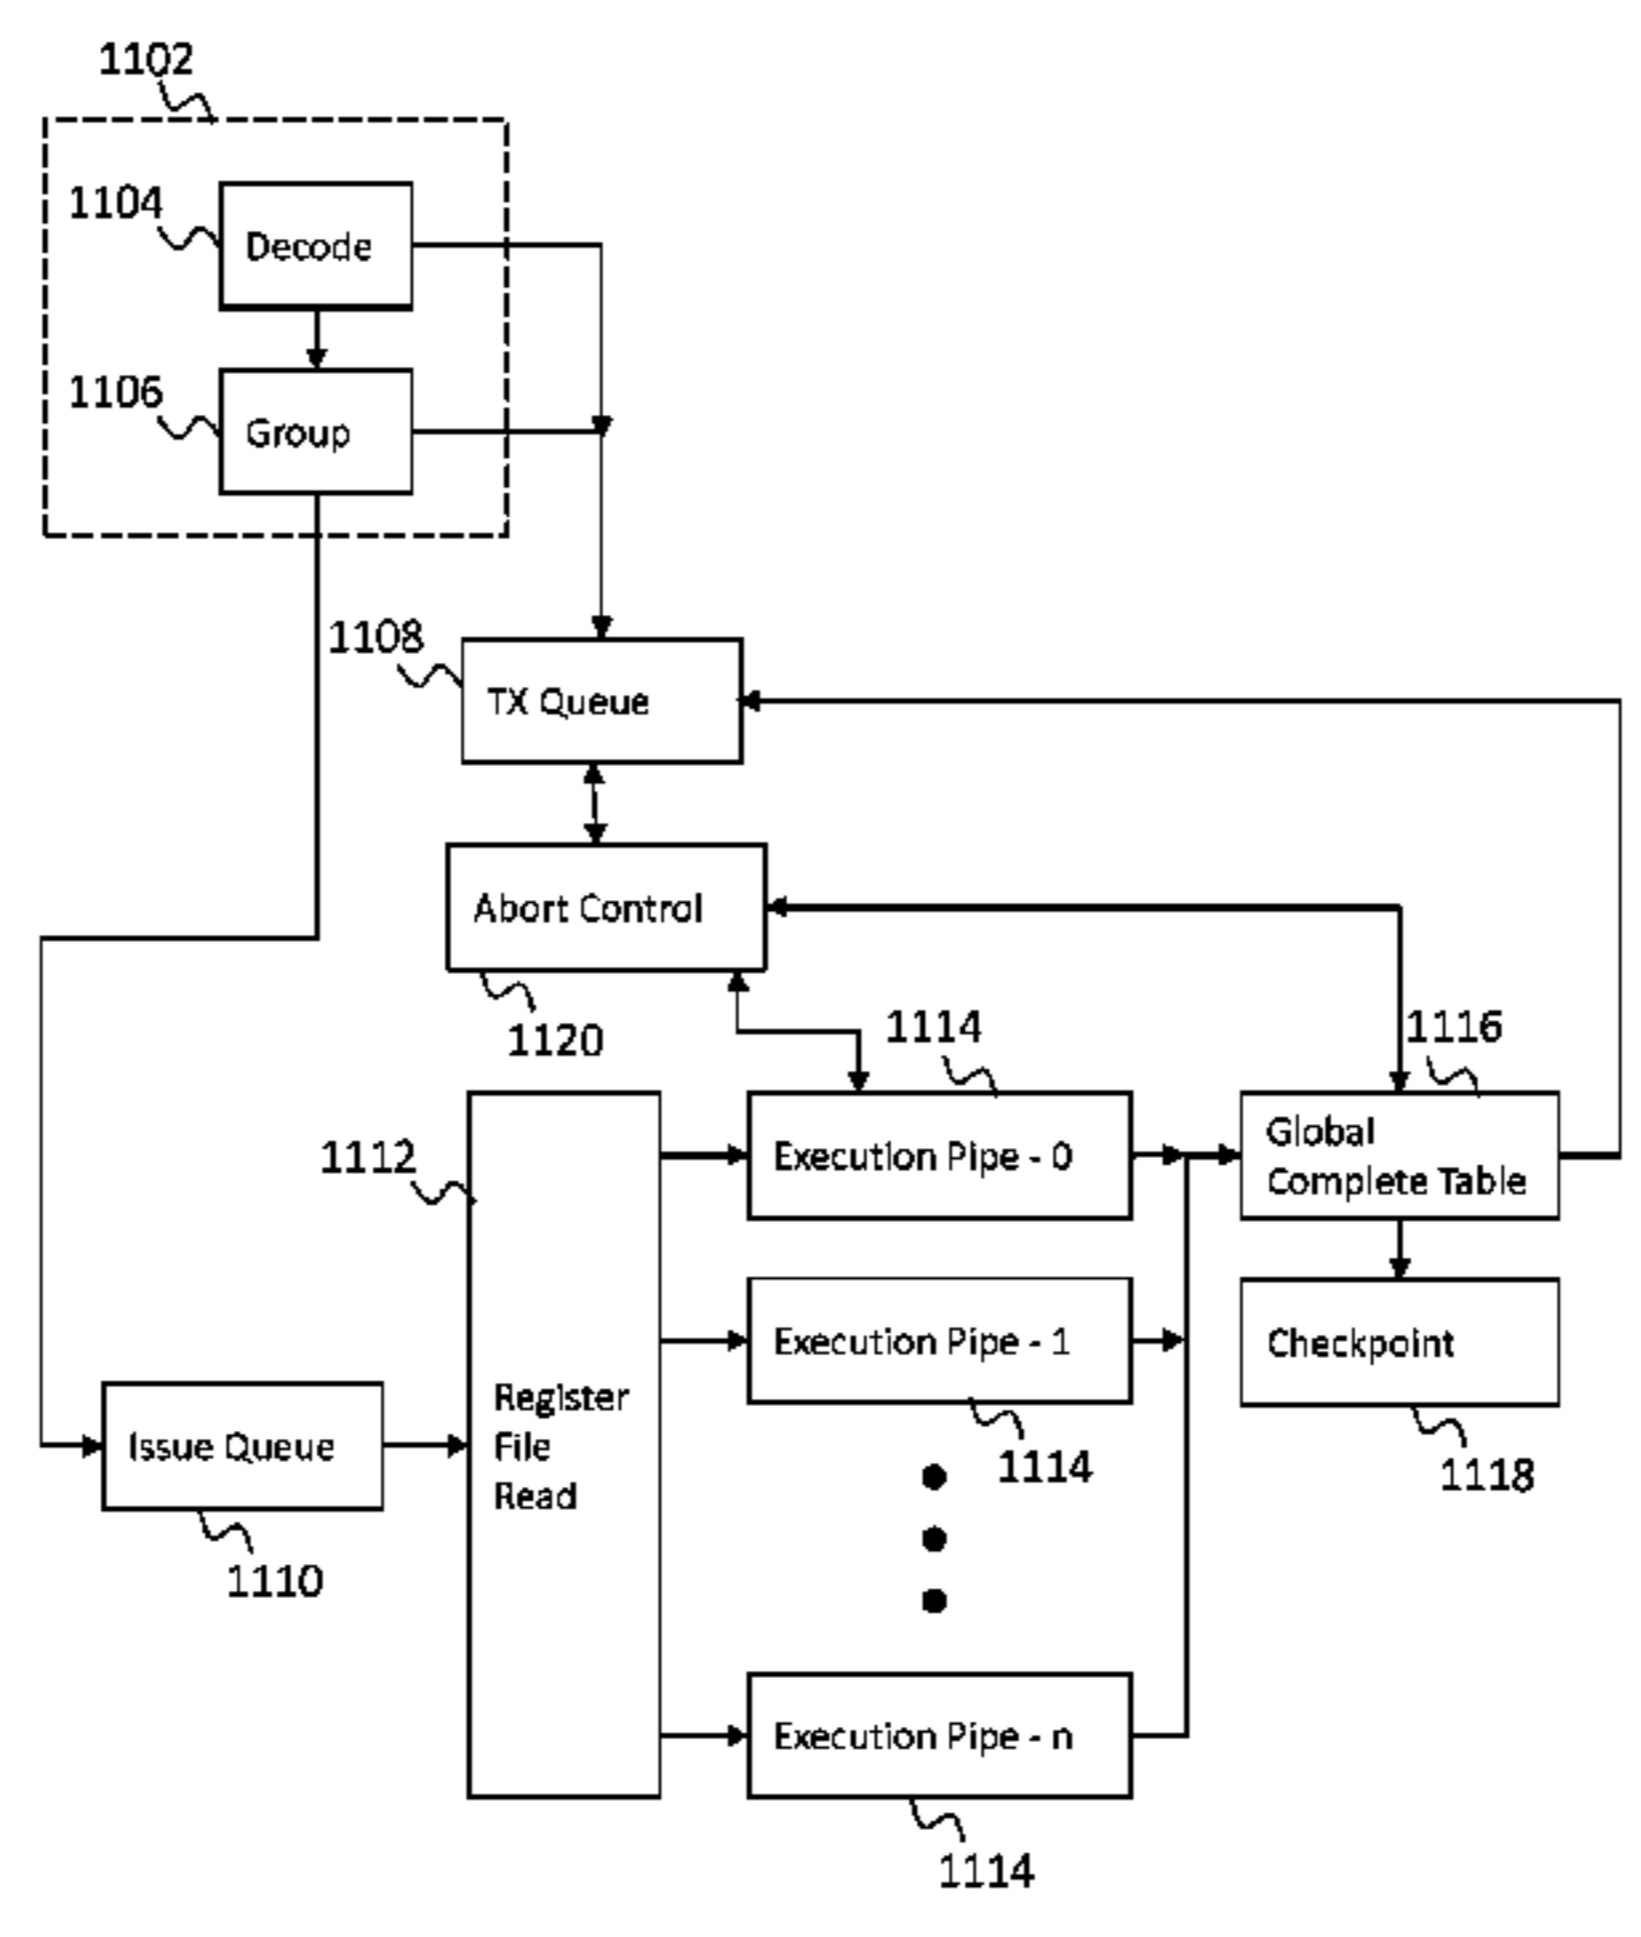 1102
1104
Decode
1106
Group
1108
TX Queue
Abort Control
1120
1114
1116
1112
Execution Pipe - 0
Global
Complete Table
Execution Pipe - 1
Checkpoint
Register
File
Read
Issue Queue
1114
1118
1110
Execution Pipe - n
1114